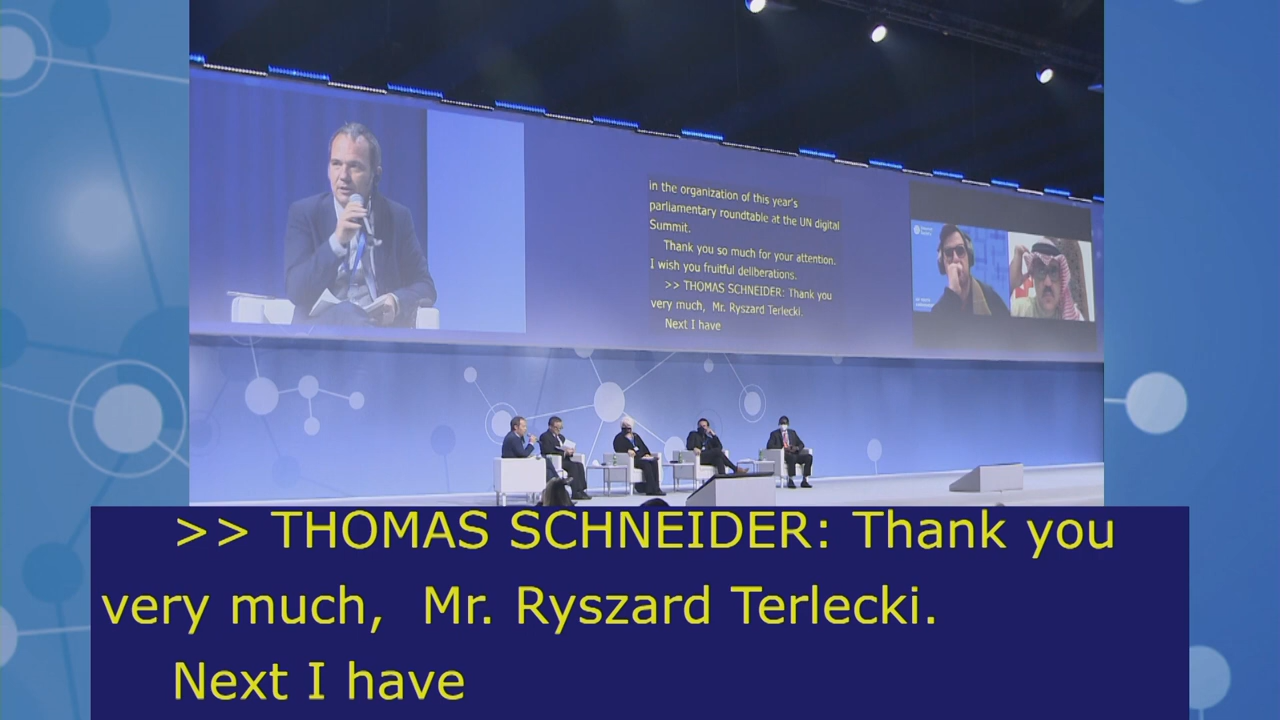 in the organization of this year's
parliamentary roundtable at the UN digital
Summit.
Thank you so much for your attention.
I wish you fruitful deliberations.
>> THOMAS SCHNEIDER: Thank you
very much, Mr. Ryszard Terlecki.
Next I have
>> THOMAS SCHNEIDER: Thank you
very much, Mr. Ryszard Terlecki.
Next I have